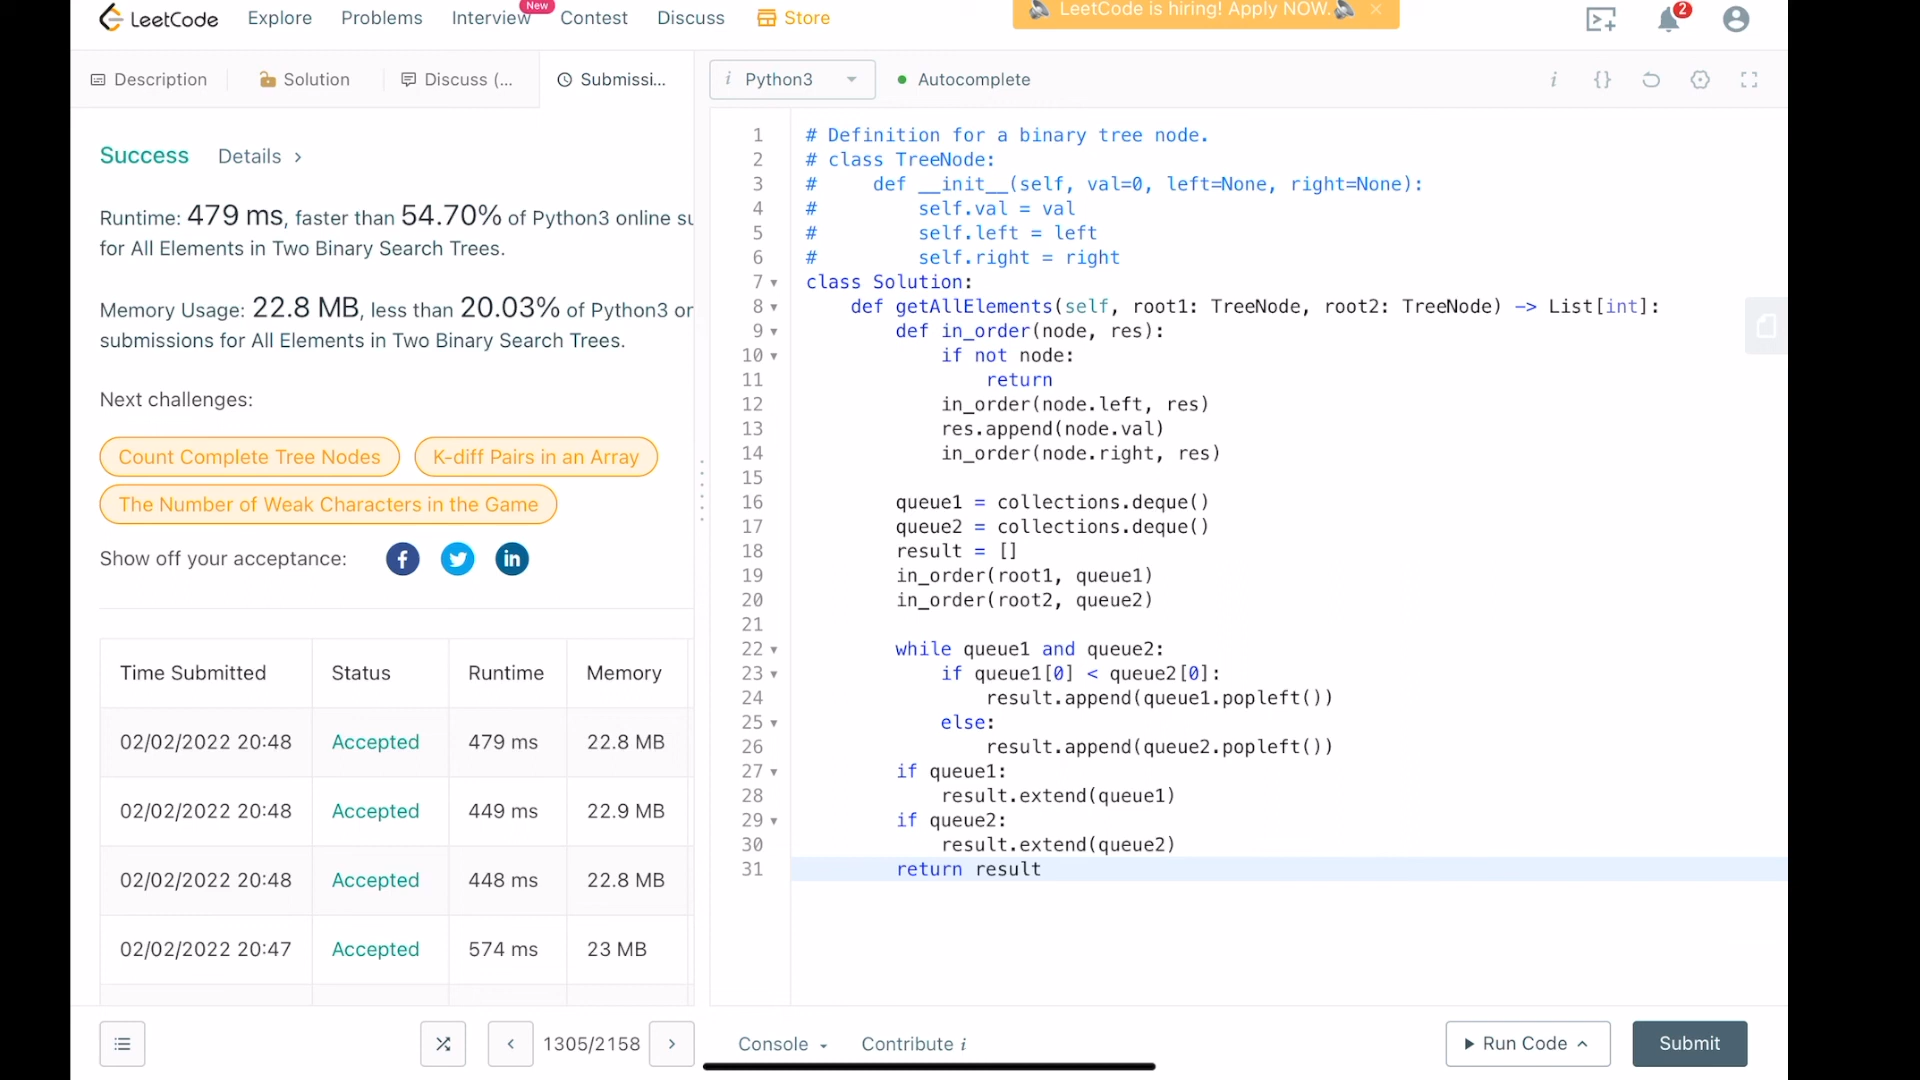 LeetCode
Explore
Problems
Interview
New
Contest
Discuss
Store
LeetCode is hiring! Apply NOW.
2
Description
Solution
Discuss (...
Submissi...
i Python3
Autocomplete
Success
Details
Runtime: 479 ms, faster than 54.70% of Python3 online su
for All Elements in Two Binary Search Trees.
Memory Usage: 22.8 MB, less than 20.03% of Python3 or
submissions for All Elements in Two Binary Search Trees.
Next challenges:
Count Complete Tree Nodes
K-diff Pairs in an Array
The Number of Weak Characters in the Game
Show off your acceptance:
Time Submitted Status Runtime Memory
02/02/2022 20:48 Accepted 479 ms 22.8 MB
02/02/2022 20:48 Accepted 449 ms 22.9 MB
02/02/2022 20:48 Accepted 448 ms 22.8 MB
02/02/2022 20:47 Accepted 574 ms 23 MB
1 # Definition for a binary tree node.
2 # class TreeNode:
3 #     def __init__(self, val=0, left=None, right=None):
4 #         self.val = val
5 #         self.left = left
6 #         self.right = right
7 class Solution:
8     def getAllElements(self, root1: TreeNode, root2: TreeNode) -> List[int]:
9         def in_order(node, res):
10             if not node:
11                 return
12             in_order(node.left, res)
13             res.append(node.val)
14             in_order(node.right, res)
15
16         queue1 = collections.deque()
17         queue2 = collections.deque()
18         result = []
19         in_order(root1, queue1)
20         in_order(root2, queue2)
21
22         while queue1 and queue2:
23             if queue1[0] < queue2[0]:
24                 result.append(queue1.popleft())
25             else:
26                 result.append(queue2.popleft())
27         if queue1:
28             result.extend(queue1)
29         if queue2:
30             result.extend(queue2)
31         return result
1305/2158
Console
Contribute i
Run Code
Submit